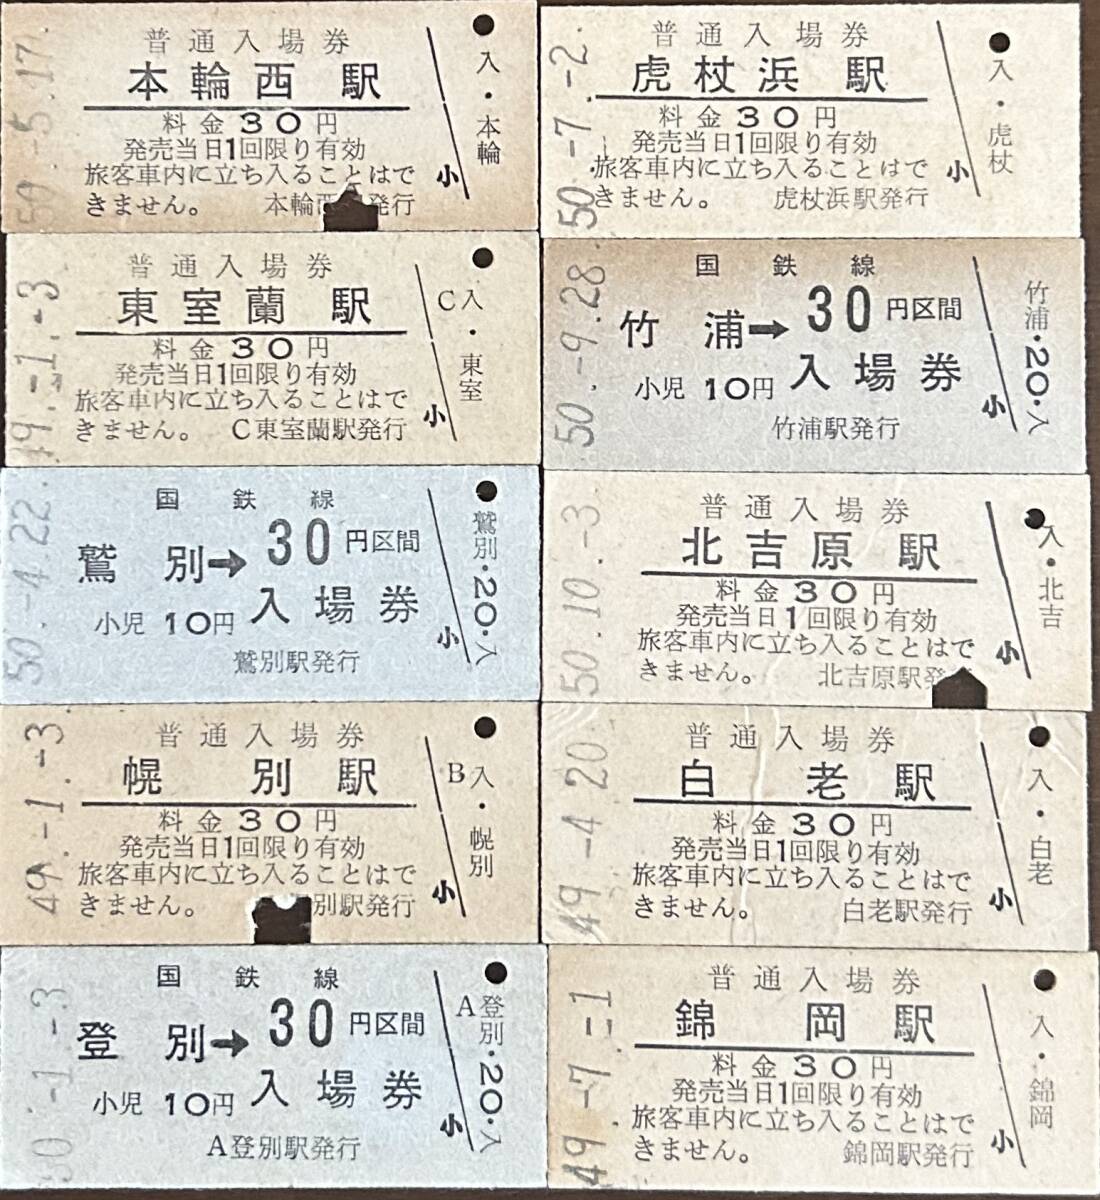 50.-5.17.
普通入場券
本輪西駅
料金30円
発売当日1回限り有効
旅客車内に立ち入ることはで
きません。 本輪西 発行
小
入・本輪
50.-7.-2.
普通入場券
虎杖浜駅
料金30円
発売当日1回限り有効
旅客車内に立ち入ることはで
きません。 虎杖浜駅発行
小
入・虎杖
49.-1.-3
普通入場券
東室蘭駅
料金30円
発売当日1回限り有効
旅客車内に立ち入ることはで
きません。 C東室蘭駅発行
小
C入・東室
50.-9.28
国鉄線
竹浦→30円区間
小児10円 入場券
竹浦駅発行
小
竹浦・20・入
50.-4.22.
国鉄線
鷲別→30円区間
小児10円 入場券
鷲別駅発行
小
鷲別・20・入
50.10.-3
普通入場券
北吉原駅
料金30円
発売当日1回限り有効
旅客車内に立ち入ることはで
きません。 北吉原駅発
小
入・北吉
49.-1.-3
普通入場券
幌別駅
料金30円
発売当日1回限り有効
旅客車内に立ち入ることはで
きません。 別駅発行
小
B入・幌別
49.-4.20
普通入場券
白老駅
料金30円
発売当日1回限り有効
旅客車内に立ち入ることはで
きません。 白老駅発行
小
入・白老
50.-1.-3
国鉄線
登別→30円区間
小児10円 入場券
A登別駅発行
小
A登別・20・入
49.-7.-1
普通入場券
錦岡駅
料金30円
発売当日1回限り有効
旅客車内に立ち入ることはで
きません。 錦岡駅発行
小
入・錦岡